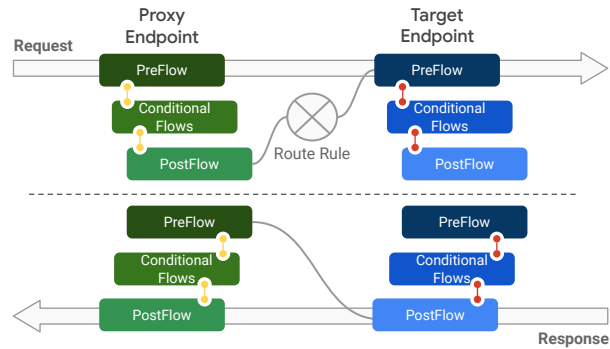 Proxy
Endpoint
Target
Endpoint
Request
PreFlow
PreFlow
Conditional
Flows
Conditional
Flows
Route Rule
PostFlow
PostFlow
PreFlow
PreFlow
Conditional
Flows
Conditional
Flows
PostFlow
PostFlow
Response